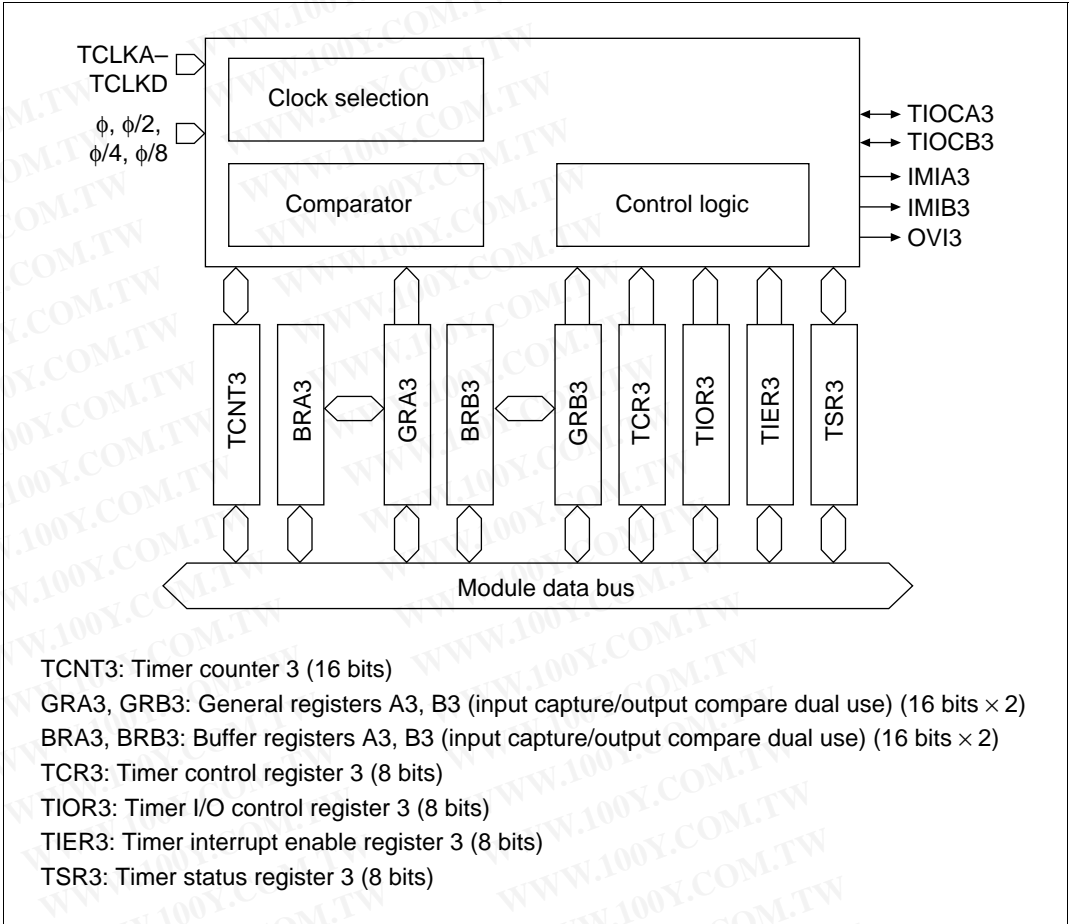 TCLKA–
TCLKD
ϕ, ϕ/2,
ϕ/4, ϕ/8
Clock selection
Comparator
Control logic
TIOCA3
TIOCB3
IMIA3
IMIB3
OVI3
TCNT3
BRA3
GRA3
BRB3
GRB3
TCR3
TIOR3
TIER3
TSR3
Module data bus
TCNT3: Timer counter 3 (16 bits)
GRA3, GRB3: General registers A3, B3 (input capture/output compare dual use) (16 bits × 2)
BRA3, BRB3: Buffer registers A3, B3 (input capture/output compare dual use) (16 bits × 2)
TCR3: Timer control register 3 (8 bits)
TIOR3: Timer I/O control register 3 (8 bits)
TIER3: Timer interrupt enable register 3 (8 bits)
TSR3: Timer status register 3 (8 bits)
WWW.100Y.COM.TW